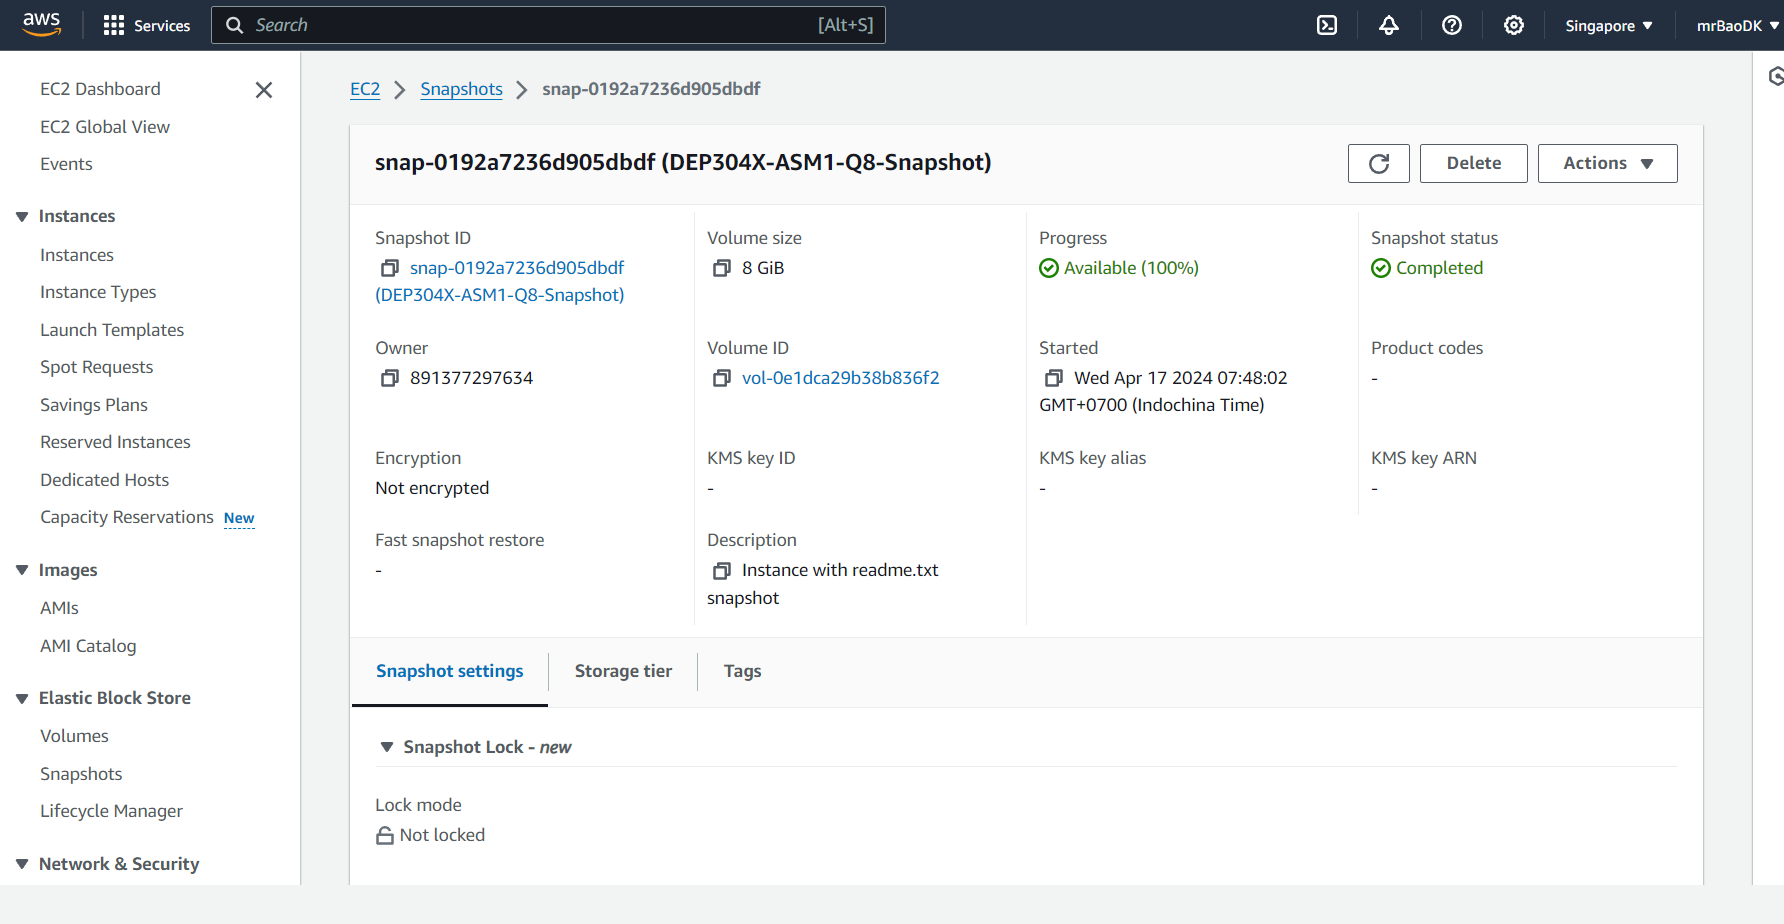 aws
Services
Search
[Alt+S]
Singapore
mrBaoDK
EC2 Dashboard
EC2 Global View
Events
Instances
Instances
Instance Types
Launch Templates
Spot Requests
Savings Plans
Reserved Instances
Dedicated Hosts
Capacity Reservations New
Images
AMIs
AMI Catalog
Elastic Block Store
Volumes
Snapshots
Lifecycle Manager
Network & Security
EC2 Snapshots snap-0192a7236d905dbdf
snap-0192a7236d905dbdf (DEP304X-ASM1-Q8-Snapshot)
Delete
Actions
Snapshot ID
snap-0192a7236d905dbdf
(DEP304X-ASM1-Q8-Snapshot)
Volume size
8 GiB
Progress
Available (100%)
Snapshot status
Completed
Owner
891377297634
Volume ID
vol-0e1dca29b38b836f2
Started
Wed Apr 17 2024 07:48:02
GMT+0700 (Indochina Time)
Product codes
-
Encryption
Not encrypted
KMS key ID
-
KMS key alias
-
KMS key ARN
-
Fast snapshot restore
-
Description
Instance with readme.txt
snapshot
Snapshot settings
Storage tier
Tags
Snapshot Lock - new
Lock mode
Not locked